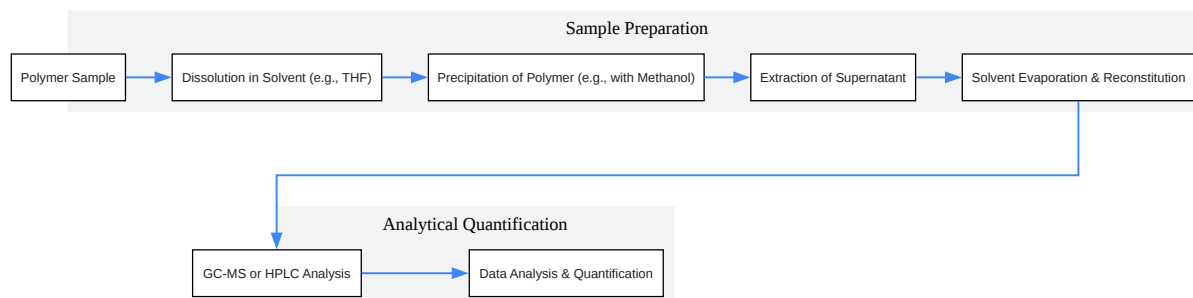 Sample Preparation
Polymer Sample
Dissolution in Solvent (e.g., THF)
Precipitation of Polymer (e.g., with Methanol)
Extraction of Supernatant
Solvent Evaporation & Reconstitution
Analytical Quantification
GC-MS or HPLC Analysis
Data Analysis & Quantification